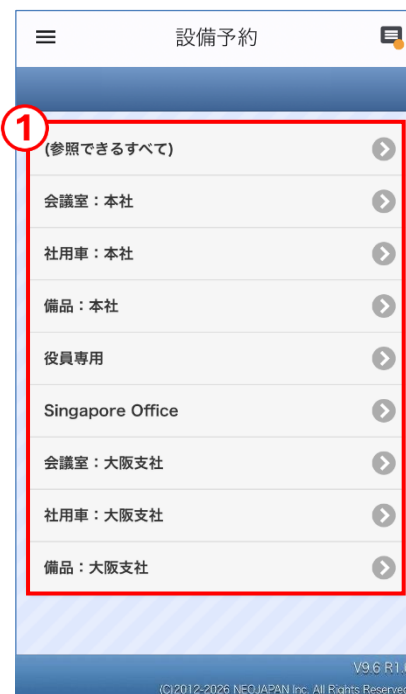 設備予約
1
(参照できるすべて)
会議室：本社
社用車：本社
備品：本社
役員専用
Singapore Office
会議室：大阪支社
社用車：大阪支社
備品：大阪支社
V9.6 R1.
(C)2012-2026 NEOJAPAN Inc. All Rights Reserved